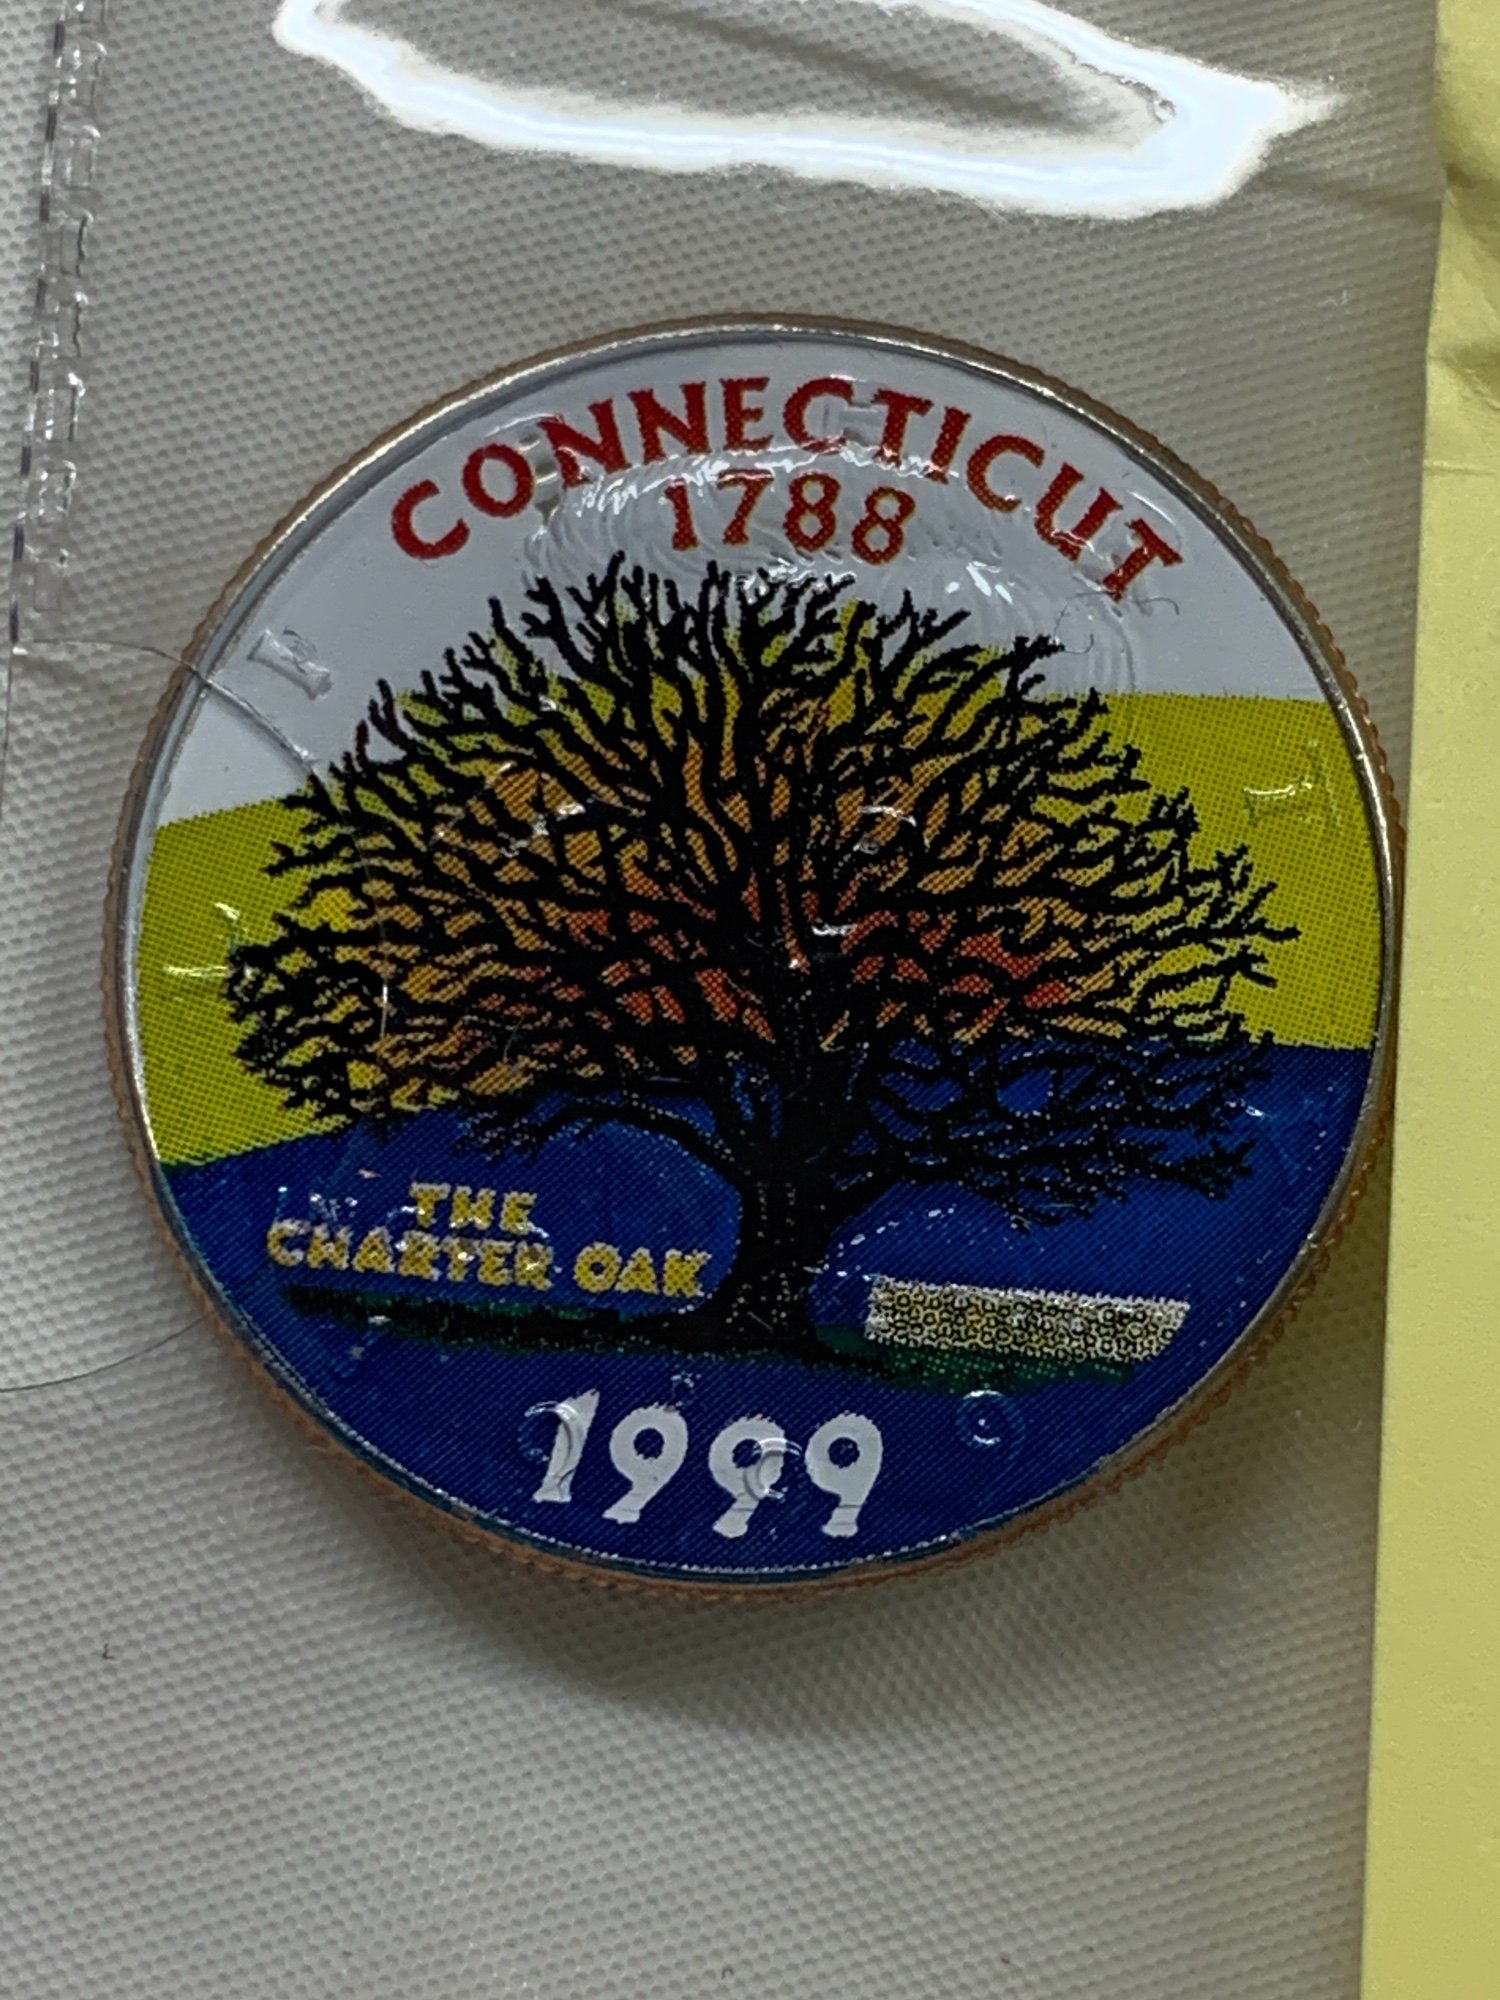 CONNECTICUT
1788
THE
CHARTER OAK
1999